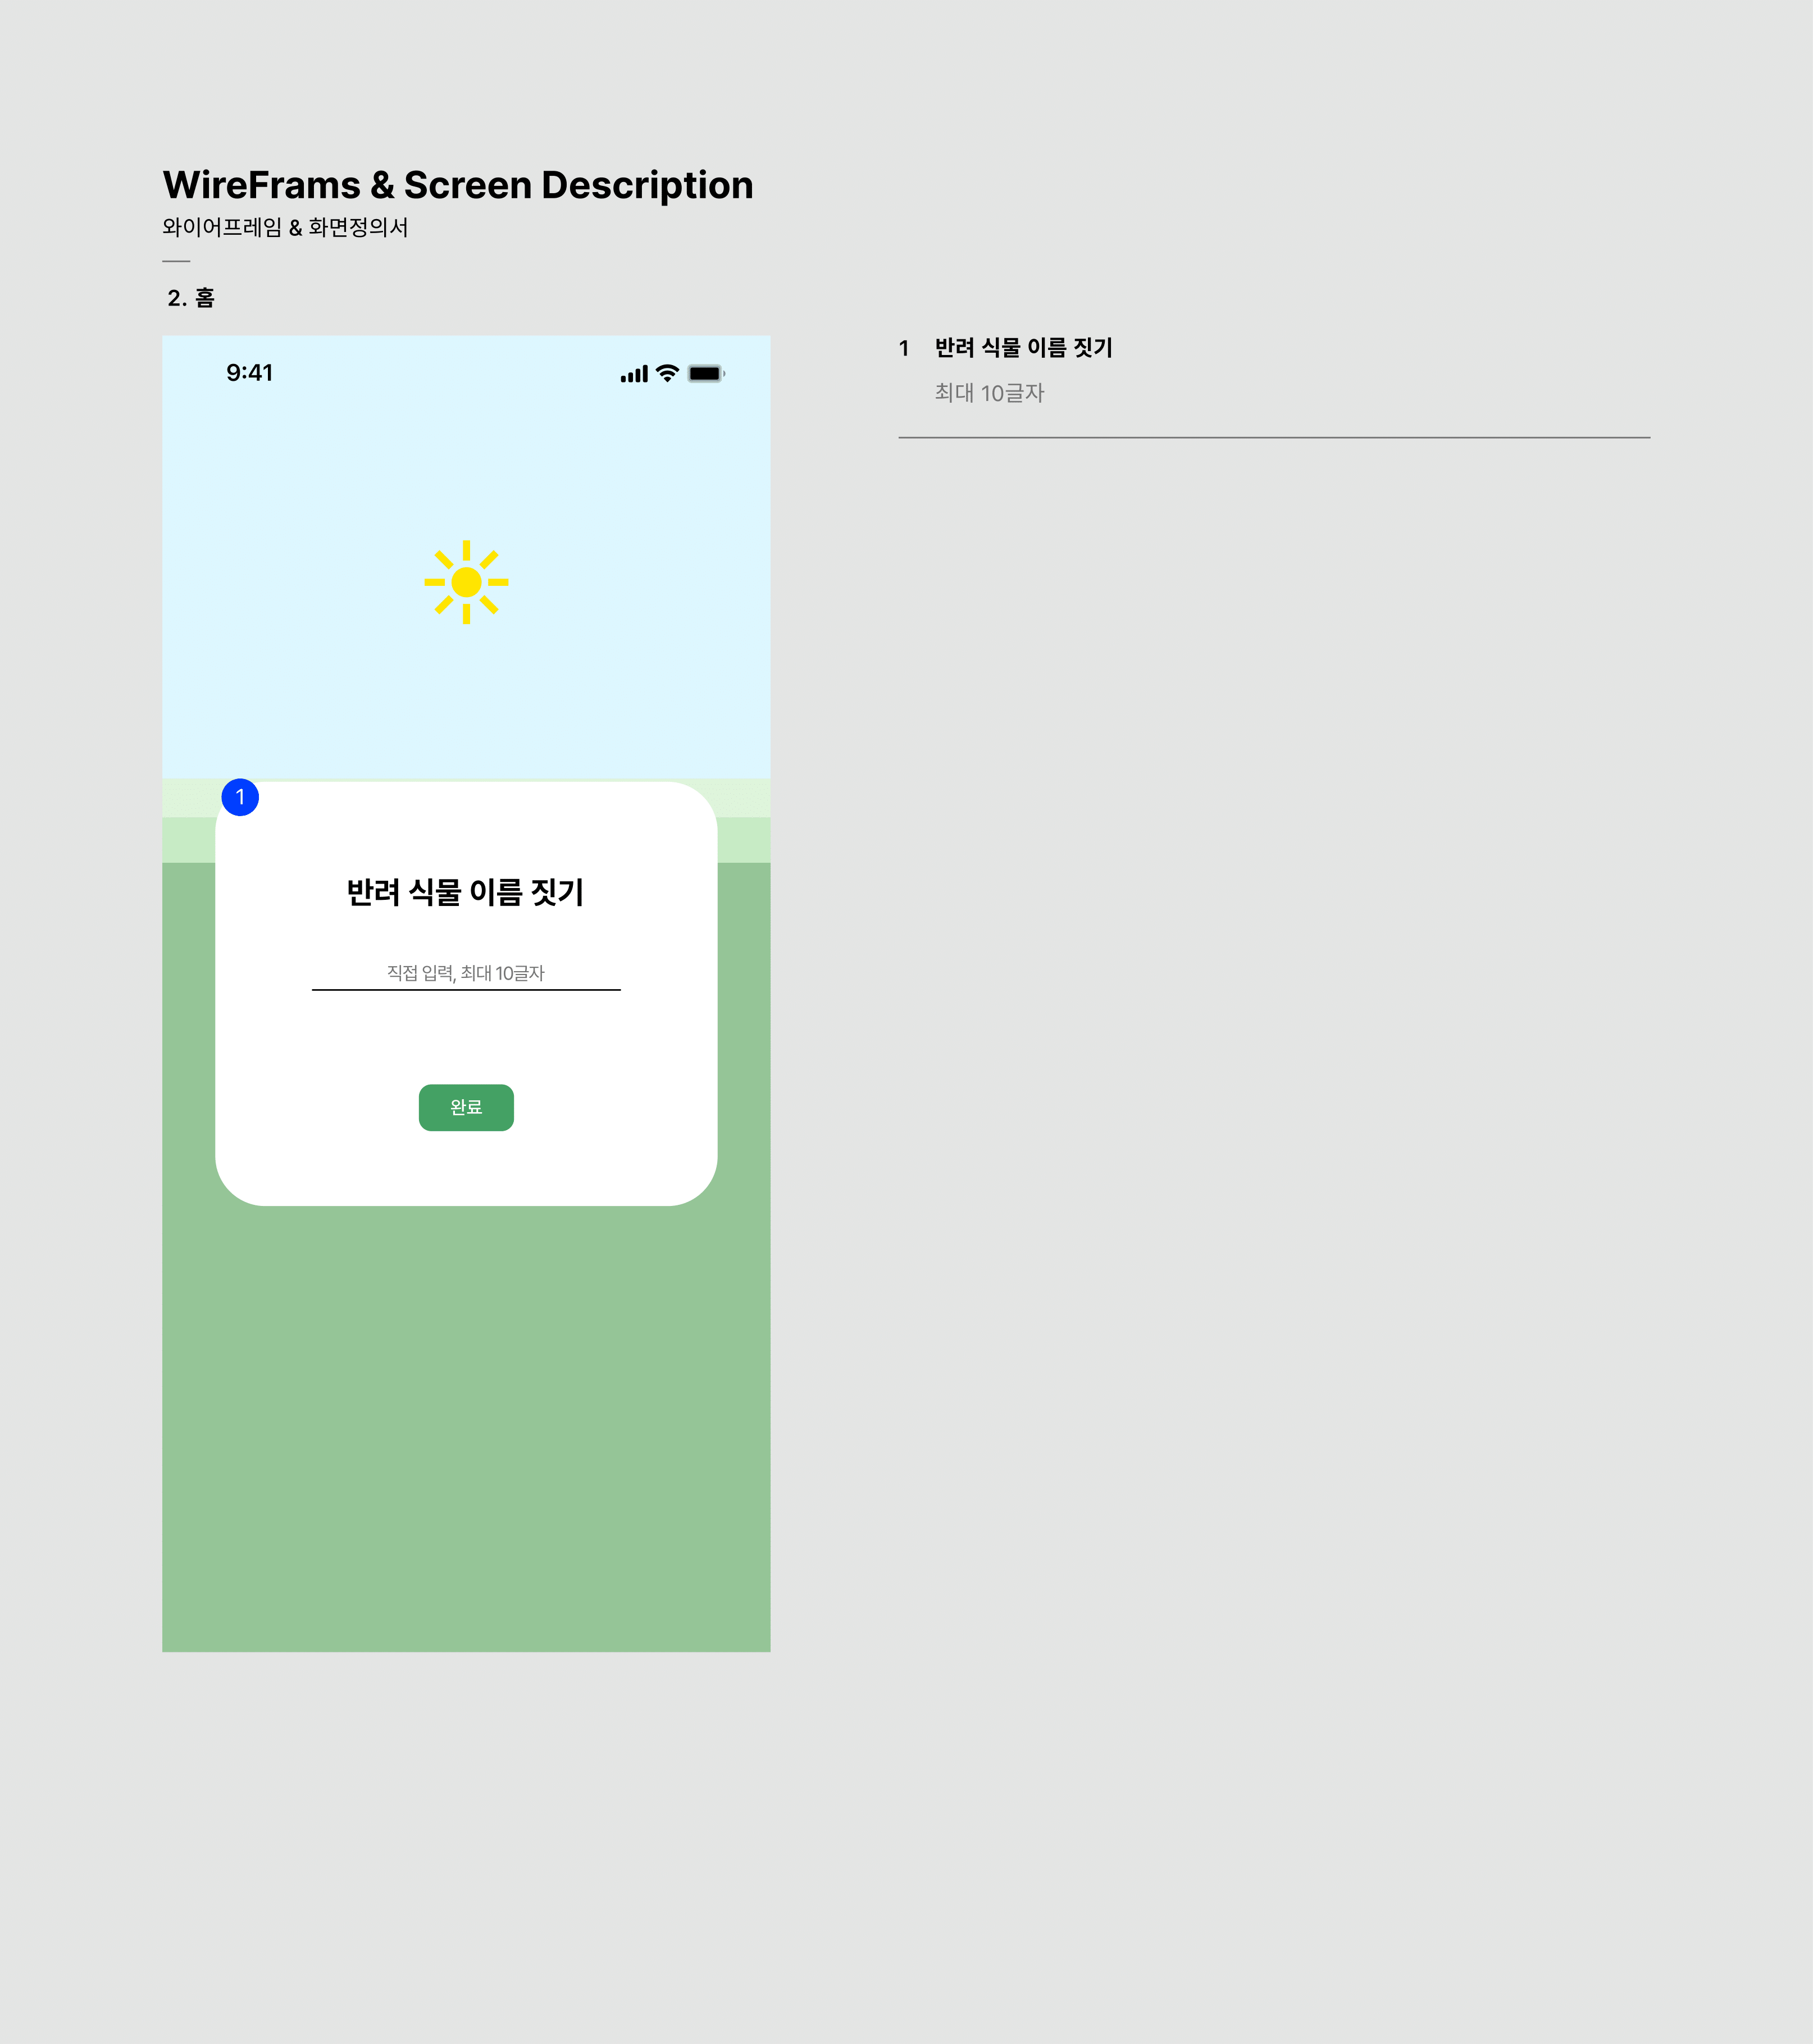 WireFrams & Screen Description
와이어프레임 & 화면정의서
2. 홈
9:41
1
반려 식물 이름 짓기
직접 입력, 최대 10글자
완료
1 반려 식물 이름 짓기
최대 10글자